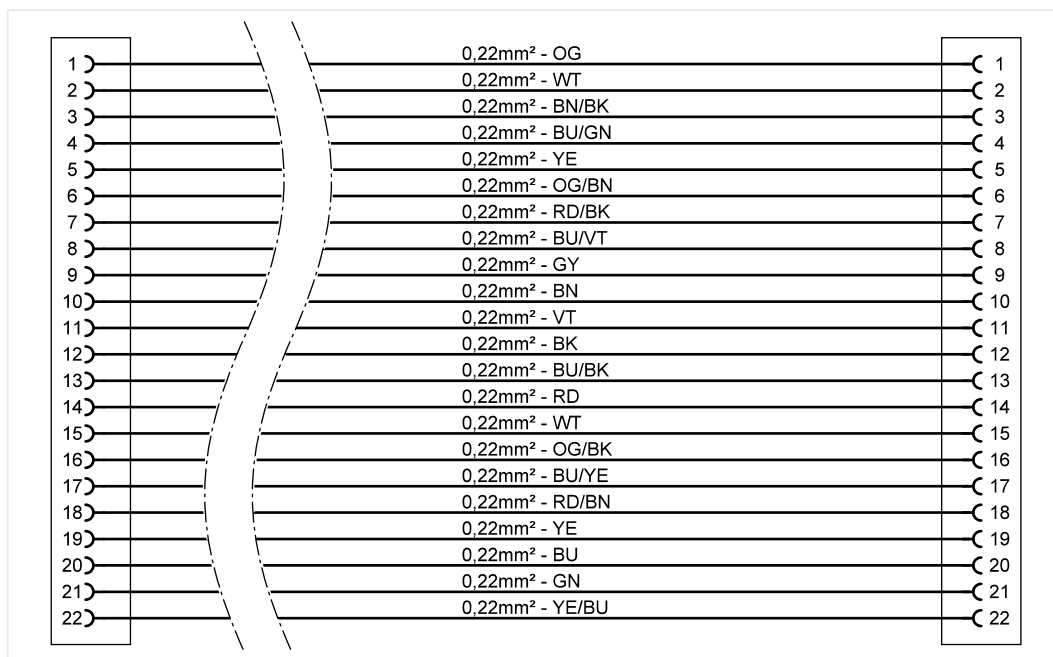 0,22mm² - OG
1 1
0,22mm² - WT
2 2
0,22mm² - BN/BK
3 3
0,22mm² - BU/GN
4 4
0,22mm² - YE
5 5
0,22mm² - OG/BN
6 6
0,22mm² - RD/BK
7 7
0,22mm² - BU/VT
8 8
0,22mm² - GY
9 9
0,22mm² - BN
10 10
0,22mm² - VT
11 11
0,22mm² - BK
12 12
0,22mm² - BU/BK
13 13
0,22mm² - RD
14 14
0,22mm² - WT
15 15
0,22mm² - OG/BK
16 16
0,22mm² - BU/YE
17 17
0,22mm² - RD/BN
18 18
0,22mm² - YE
19 19
0,22mm² - BU
20 20
0,22mm² - GN
21 21
0,22mm² - YE/BU
22 22